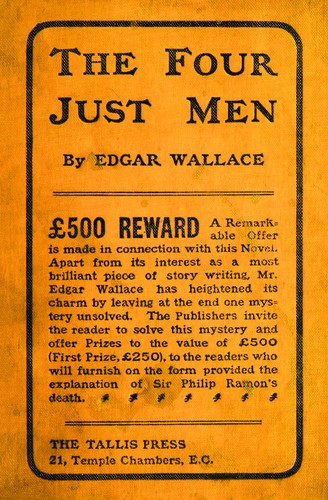 THE FOUR
JUST MEN
By EDGAR WALLACE
£500 REWARD A Remark=
able Offer
is made in connection with this Novel.
Apart from its interest as a most
brilliant piece of story writing, Mr.
Edgar Wallace has heightened its
charm by leaving at the end one mys=
tery unsolved. The Publishers invite
the reader to solve this mystery and
offer Prizes to the value of £500
(First Prize, £250), to the readers who
will furnish on the form provided the
explanation of Sir Philip Ramon's
death.
THE TALLIS PRESS
21, Temple Chambers, E.C.